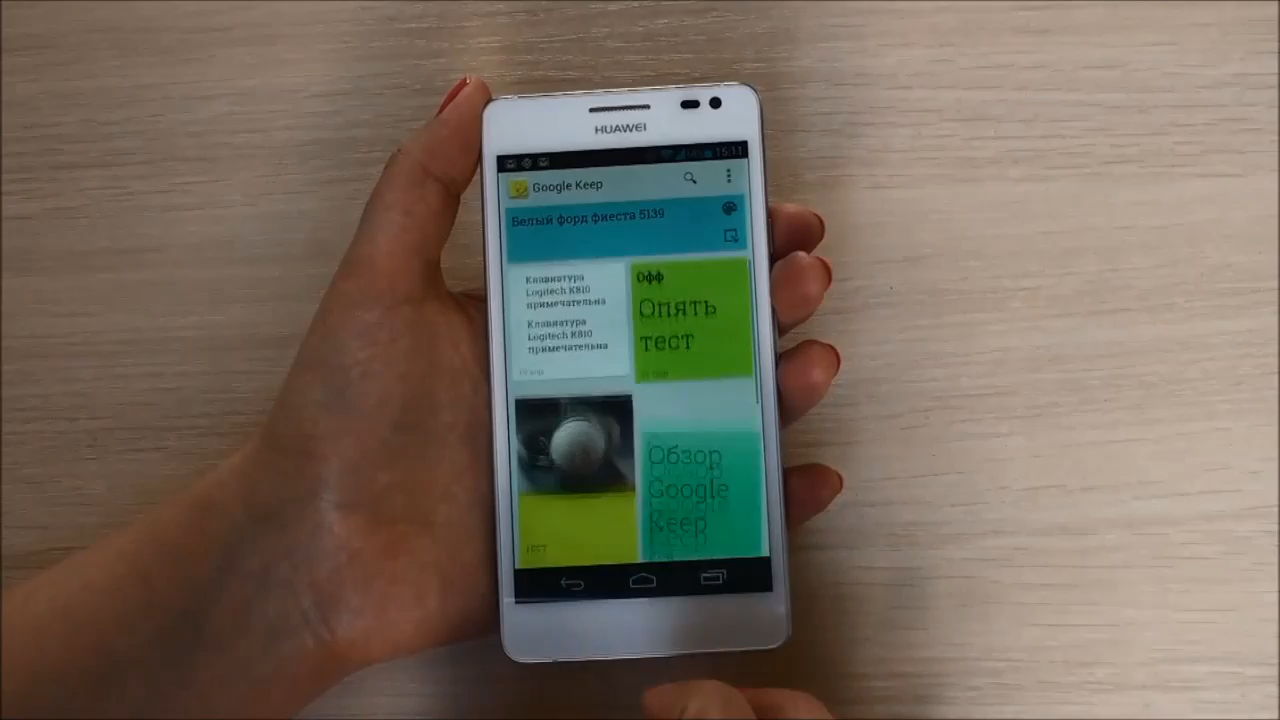 HUAWEI
15:11
Google Keep
Белый форд фиеста 5139
Клавиатура
Logitech K810
примечательна
Клавиатура
Logitech K810
примечательна
Офф
Опять
тест
Обзор
Google
Keep